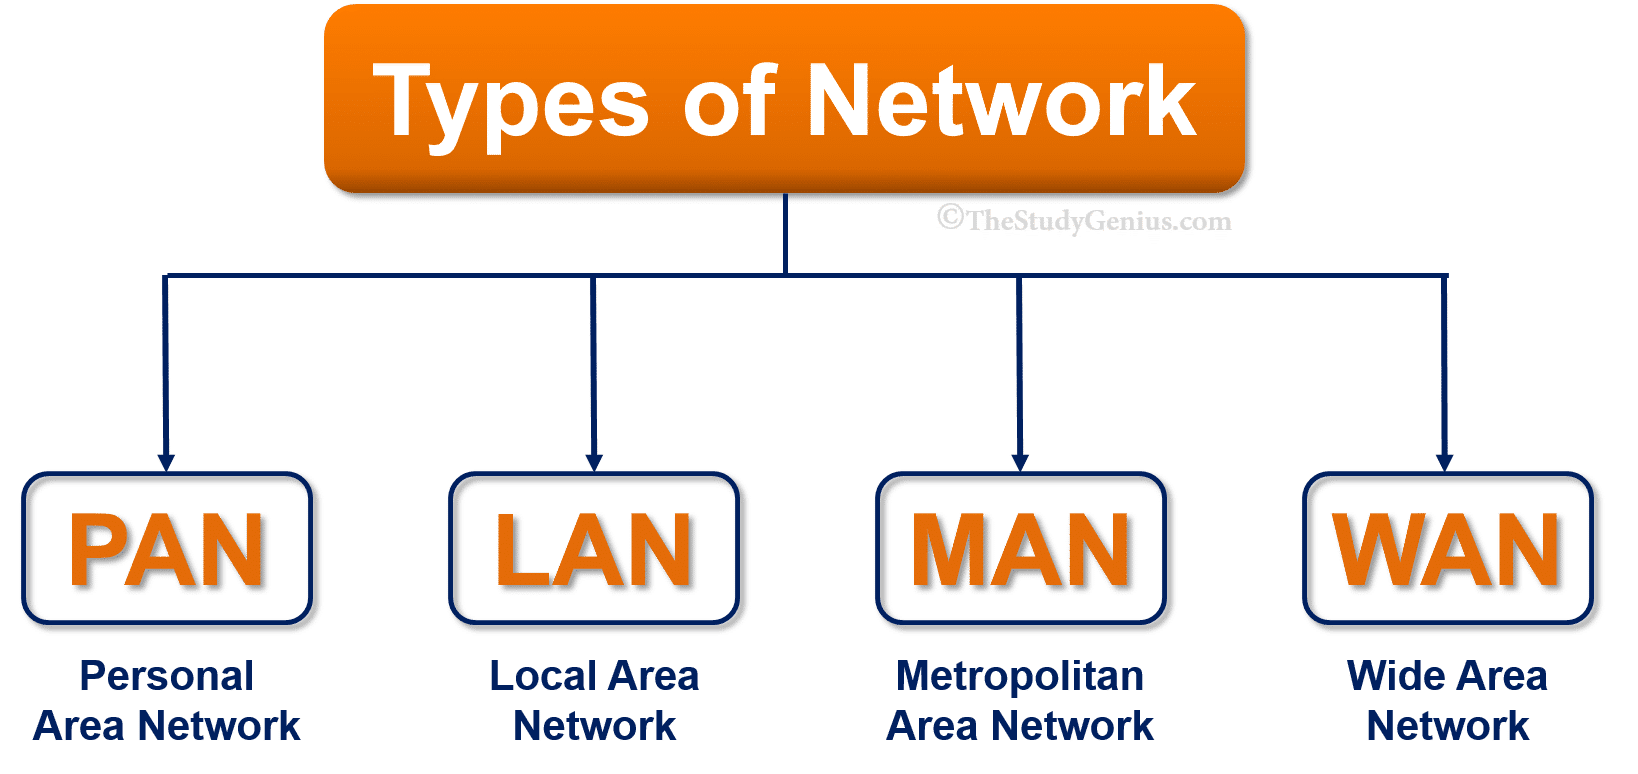 Types of Network
©TheStudyGenius.com
PAN
LAN
MAN
WAN
Personal
Area Network
Local Area
Network
Metropolitan
Area Network
Wide Area
Network